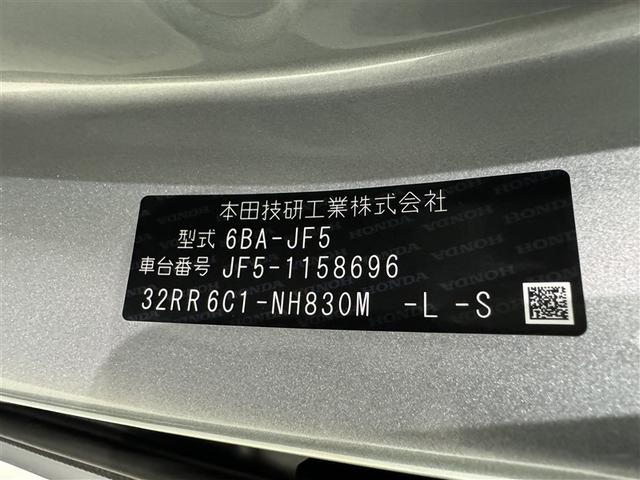 本田技研工業株式会社
型式 6BA-JF5
車台番号 JF5-1158696
32RR6C1-NH830M -L -S